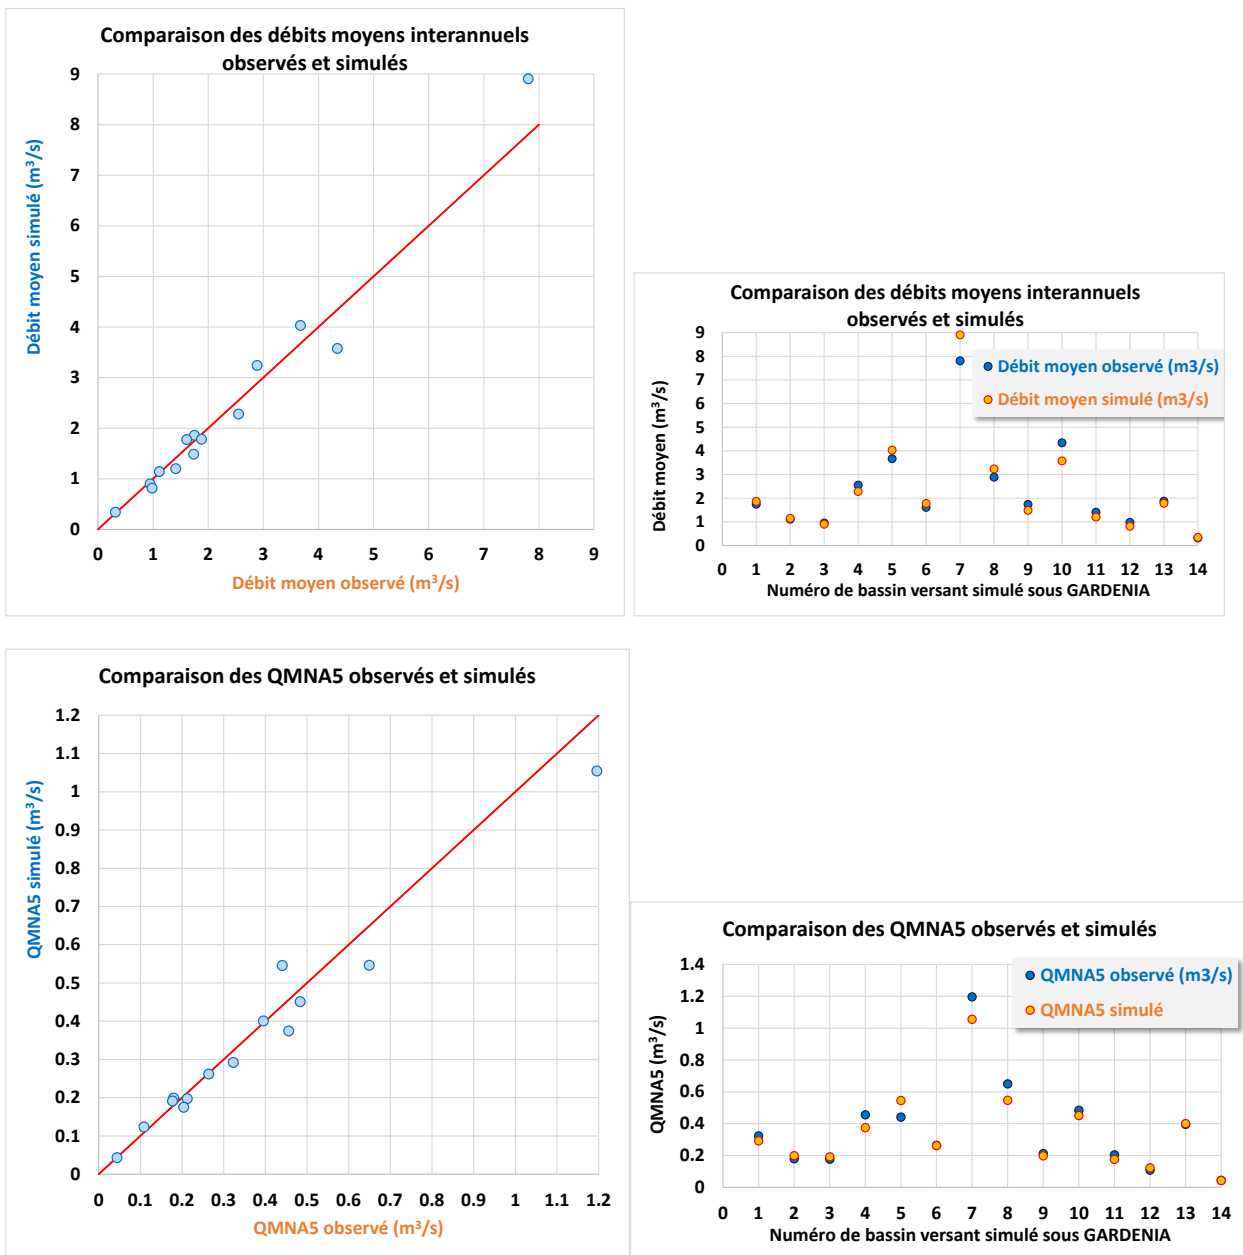 Comparaison des débits moyens interannuels
observés et simulés
9
8
7
6
5
4
3
2
1
0
Débit moyen simulé (m³/s)
0 1 2 3 4 5 6 7 8 9
Débit moyen observé (m³/s)
Comparaison des débits moyens interannuels
observés et simulés
9
8
7
6
5
4
3
2
1
0
Débit moyen (m³/s)
Débit moyen observé (m3/s)
Débit moyen simulé (m3/s)
0 1 2 3 4 5 6 7 8 9 10 11 12 13 14
Numéro de bassin versant simulé sous GARDENIA
Comparaison des QMNA5 observés et simulés
1.2
1.1
1
0.9
0.8
0.7
0.6
0.5
0.4
0.3
0.2
0.1
0
QMNA5 simulé (m³/s)
0 0.1 0.2 0.3 0.4 0.5 0.6 0.7 0.8 0.9 1 1.1 1.2
QMNA5 observé (m³/s)
Comparaison des QMNA5 observés et simulés
1.4
1.2
1
0.8
0.6
0.4
0.2
0
QMNA5 (m³/s)
QMNA5 observé (m3/s)
QMNA5 simulé
0 1 2 3 4 5 6 7 8 9 10 11 12 13 14
Numéro de bassin versant simulé sous GARDENIA